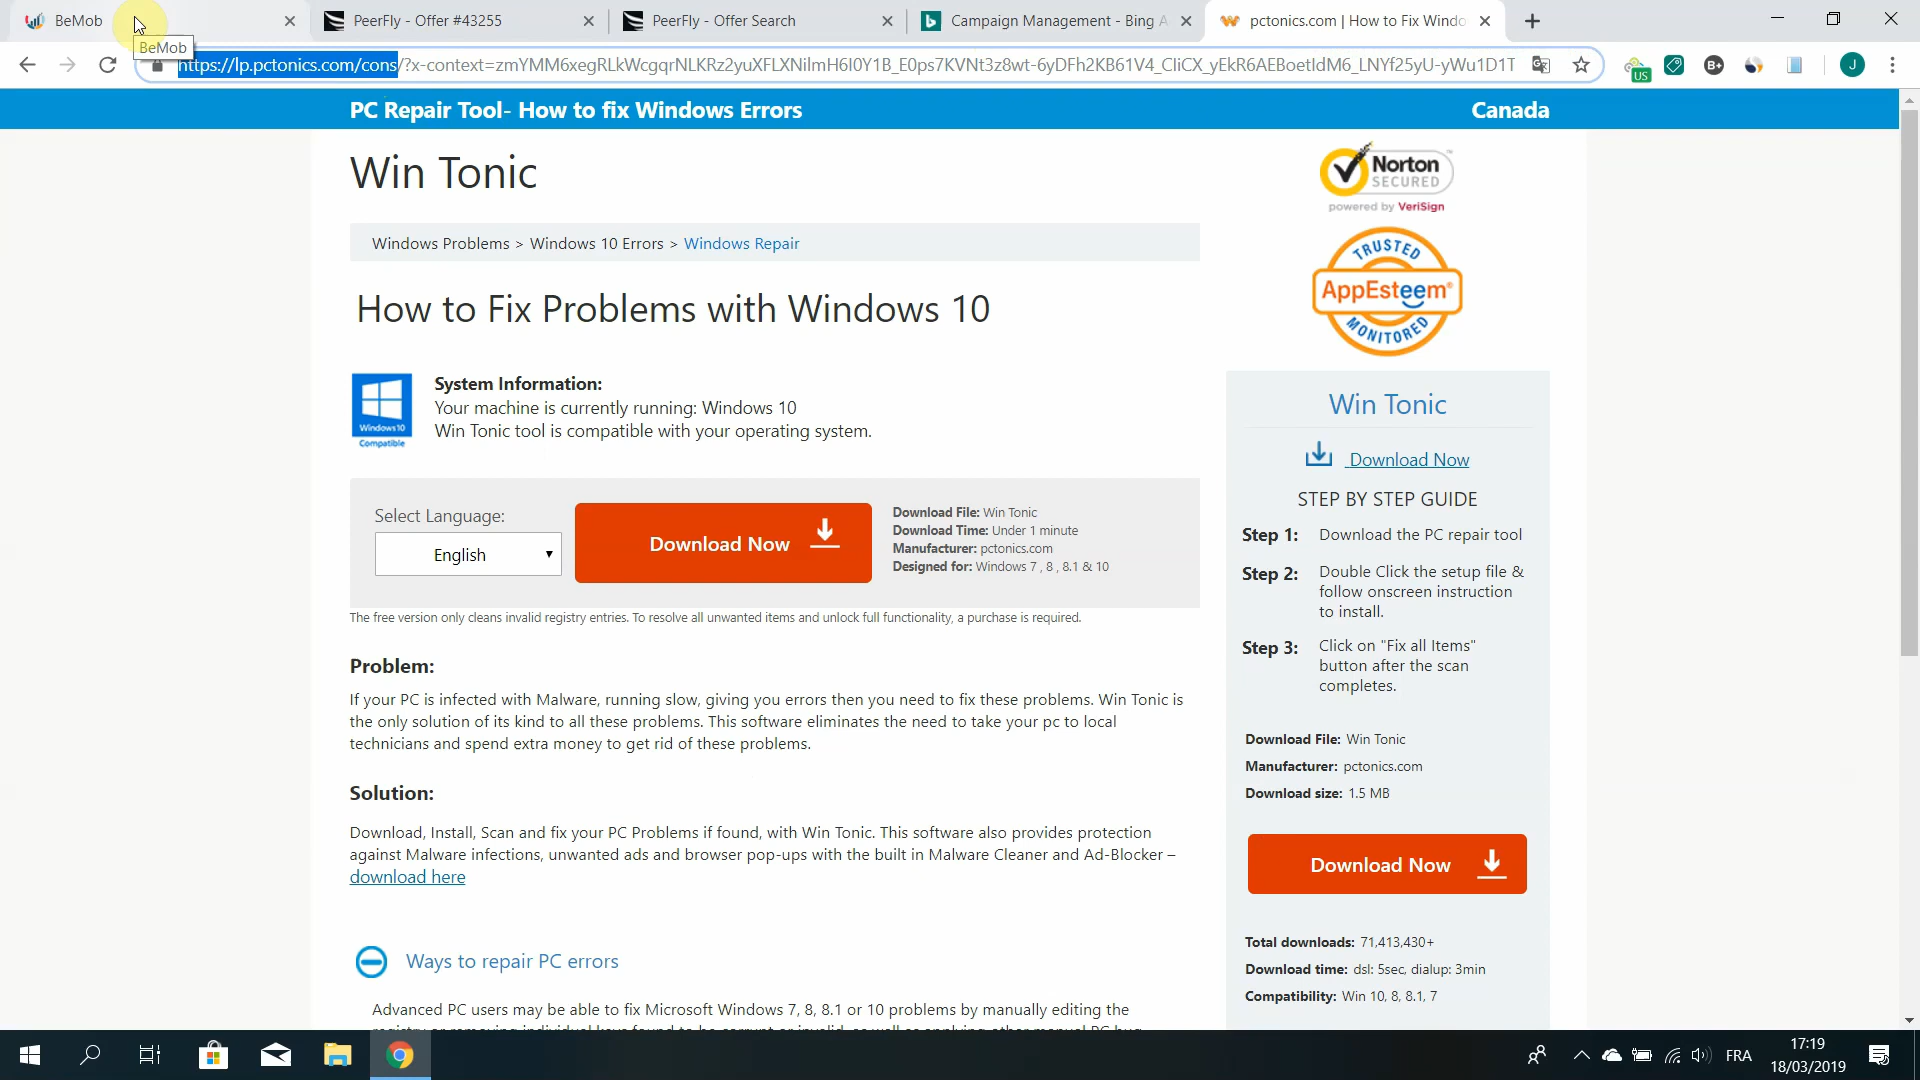 BeMob
PeerFly - Offer #43255
PeerFly - Offer Search
Campaign Management - Bing A
pctonics.com | How to Fix Windo
BeMob
https://lp.pctonics.com/cons/?x-context=zmYMM6xegRLkWcgqrNLKRz2yuXFLXNilmH6I0Y1B_E0ps7KVNt3z8wt-6yDFh2KB61V4_CIiCX_yEkR6AEBoetIdM6_LNYf25yU-yWu1D1T
US
B+
J
PC Repair Tool- How to fix Windows Errors
Canada
Win Tonic
Norton
SECURED
powered by VeriSign
Windows Problems > Windows 10 Errors > Windows Repair
TRUSTED
AppEsteem
MONITORED
How to Fix Problems with Windows 10
System Information:
Your machine is currently running: Windows 10
Win Tonic tool is compatible with your operating system.
Windows10
Compatible
Select Language:
English
Download Now
Download File: Win Tonic
Download Time: Under 1 minute
Manufacturer: pctonics.com
Designed for: Windows 7 , 8 , 8.1 & 10
The free version only cleans invalid registry entries. To resolve all unwanted items and unlock full functionality, a purchase is required.
Problem:
If your PC is infected with Malware, running slow, giving you errors then you need to fix these problems. Win Tonic is
the only solution of its kind to all these problems. This software eliminates the need to take your pc to local
technicians and spend extra money to get rid of these problems.
Solution:
Download, Install, Scan and fix your PC Problems if found, with Win Tonic. This software also provides protection
against Malware infections, unwanted ads and browser pop-ups with the built in Malware Cleaner and Ad-Blocker –
download here
Ways to repair PC errors
Advanced PC users may be able to fix Microsoft Windows 7, 8, 8.1 or 10 problems by manually editing the
Win Tonic
Download Now
STEP BY STEP GUIDE
Step 1: Download the PC repair tool
Step 2: Double Click the setup file &
follow onscreen instruction
to install.
Step 3: Click on "Fix all Items"
button after the scan
completes.
Download File: Win Tonic
Manufacturer: pctonics.com
Download size: 1.5 MB
Download Now
Total downloads: 71,413,430+
Download time: dsl: 5sec, dialup: 3min
Compatibility: Win 10, 8, 8.1, 7
FRA
17:19
18/03/2019